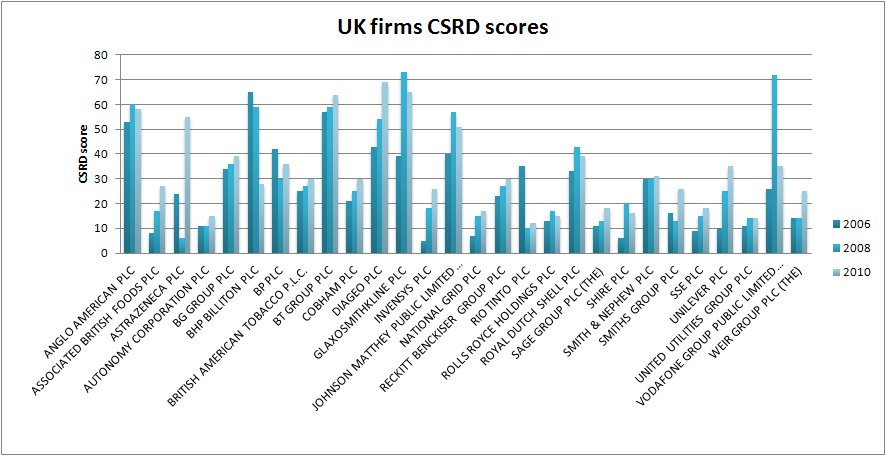 UK firms CSRD scores
80
70
60
50
40
30
20
10
0
CSRD score
ANGLO AMERICAN PLC
ASSOCIATED BRITISH FOODS PLC
ASTRAZENECA PLC
AUTONOMY CORPORATION PLC
BG GROUP PLC
BHP BILLITON PLC
BP PLC
BRITISH AMERICAN TOBACCO P.L.C.
BT GROUP PLC
COBHAM PLC
DIAGEO PLC
GLAXOSMITHKLINE PLC
INVENSYS PLC
JOHNSON MATTHEY PUBLIC LIMITED...
NATIONAL GRID PLC
RECKITT BENCKISER GROUP PLC
RIO TINTO PLC
ROLLS ROYCE HOLDINGS PLC
ROYAL DUTCH SHELL PLC
SAGE GROUP PLC (THE)
SHIRE PLC
SMITH & NEPHEW PLC
SMITHS GROUP PLC
SSE PLC
UNILEVER PLC
UNITED UTILITIES GROUP PLC
VODAFONE GROUP PUBLIC LIMITED...
WEIR GROUP PLC (THE)
2006
2008
2010